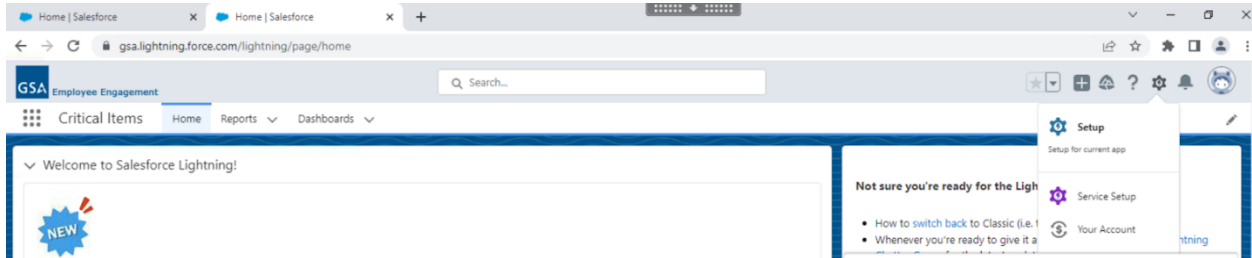 Home | Salesforce
Home | Salesforce
gsa.lightning.force.com/lightning/page/home
GSA Employee Engagement
Search...
Critical Items Home Reports Dashboards
Setup
Setup for current app
Service Setup
Your Account
Welcome to Salesforce Lightning!
NEW
Not sure you're ready for the Ligh
How to switch back to Classic (i.e.
Whenever you're ready to give it a
htning